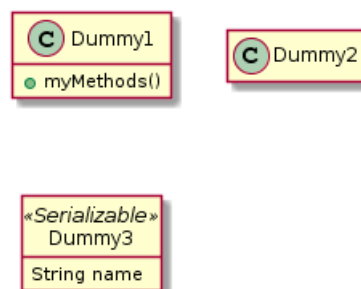 C Dummy1
myMethods()
C Dummy2
«Serializable»
Dummy3
String name